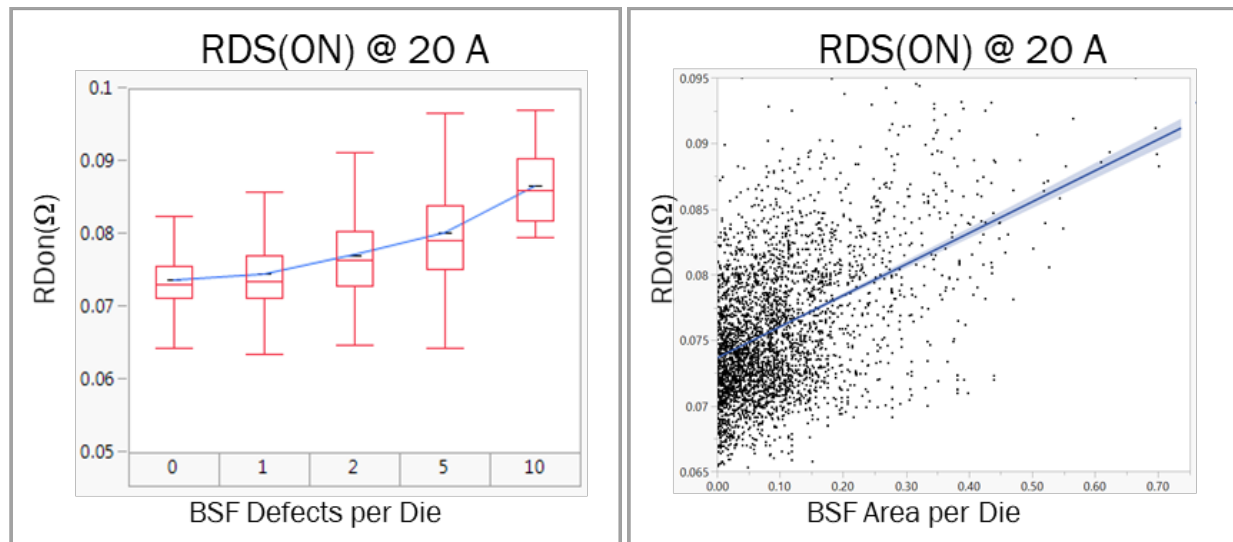 RDS(ON) @ 20 A
0.1
0.09
0.08
0.07
0.06
0.05
RDon(Ω)
0 1 2 5 10
BSF Defects per Die
RDS(ON) @ 20 A
0.095
0.09
0.085
0.08
0.075
0.07
0.065
RDon(Ω)
0.00 0.10 0.20 0.30 0.40 0.50 0.60 0.70
BSF Area per Die